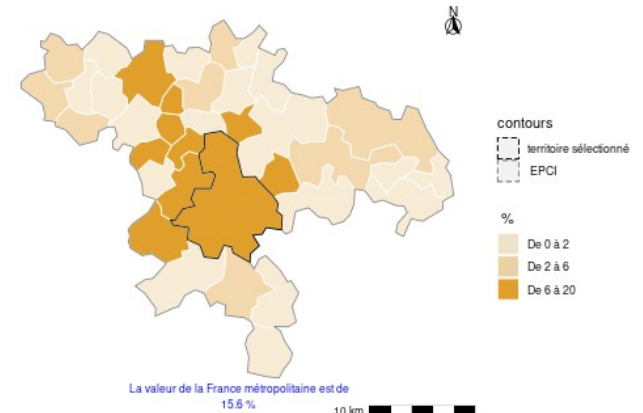 N
contours
territoire sélectionné
EPCI
%
De 0 à 2
De 2 à 6
De 6 à 20
La valeur de la France métropolitaine est de
15.6 %
10 km